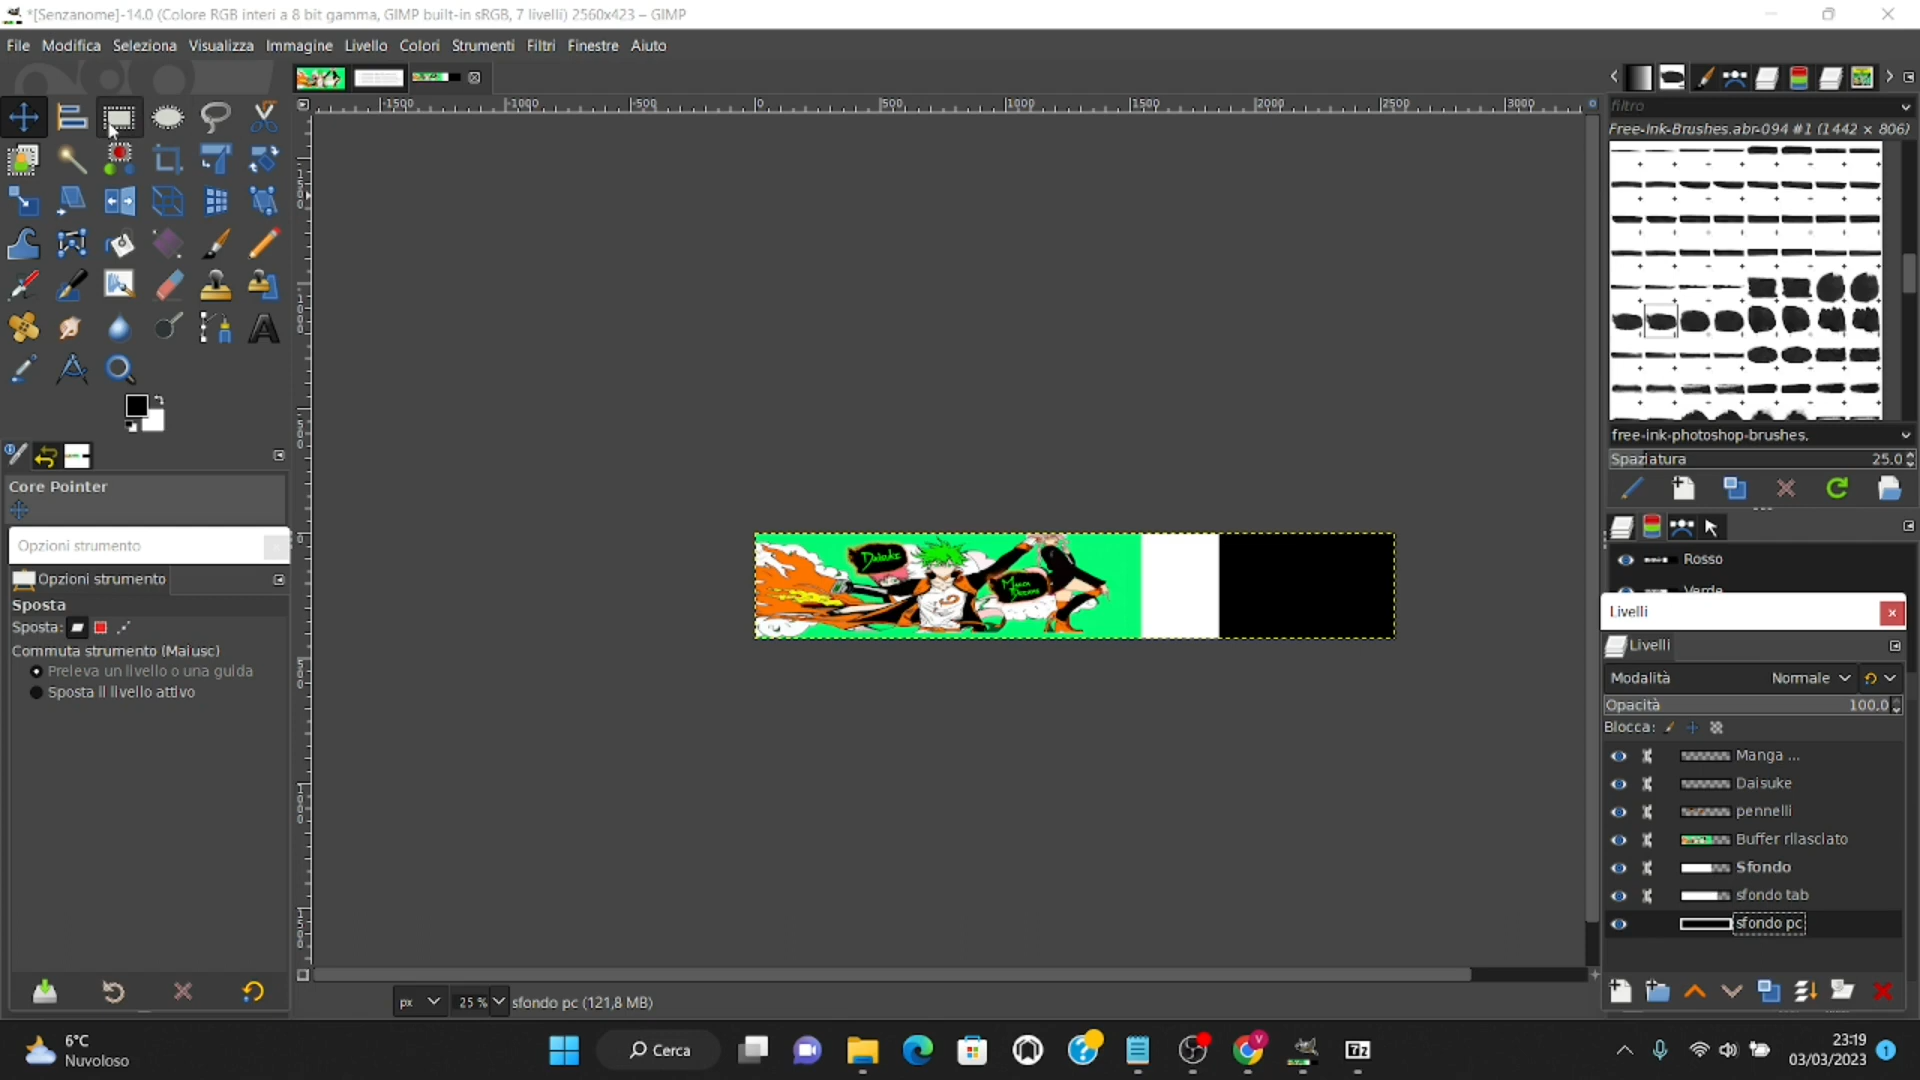 *[Senzanome]-14.0 (Colore RGB interi a 8 bit gamma, GIMP built-in sRGB, 7 livelli) 2560x423 – GIMP
File Modifica Seleziona Visualizza Immagine Livello Colori Strumenti Filtri Finestre Aiuto
-1500 -1000 -500 0 500 1000 1500 2000 2500 3000
filtro
Free-Ink-Brushes.abr-094 #1 (1442 × 806)
free-ink-photoshop-brushes.
Spaziatura 25.0
Core Pointer
Opzioni strumento
Opzioni strumento
Sposta
Sposta:
Commuta strumento (Maiusc)
Preleva un livello o una guida
Sposta il livello attivo
Daisuke
Manga
Dreams
Rosso
Verde
Livelli
Livelli
Modalità Normale
Opacità 100.0
Blocca:
Manga ...
Daisuke
pennelli
Buffer rilasciato
Sfondo
sfondo tab
sfondo pc
px 25 % sfondo pc (121,8 MB)
6°C
Nuvoloso
Cerca
23:19
03/03/2023
1